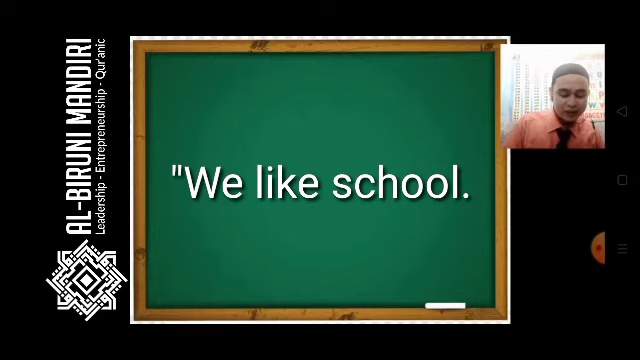 AL-BIRUNI MANDIRI
Leadership - Entrepreneurship - Qur'anic
"We like school.